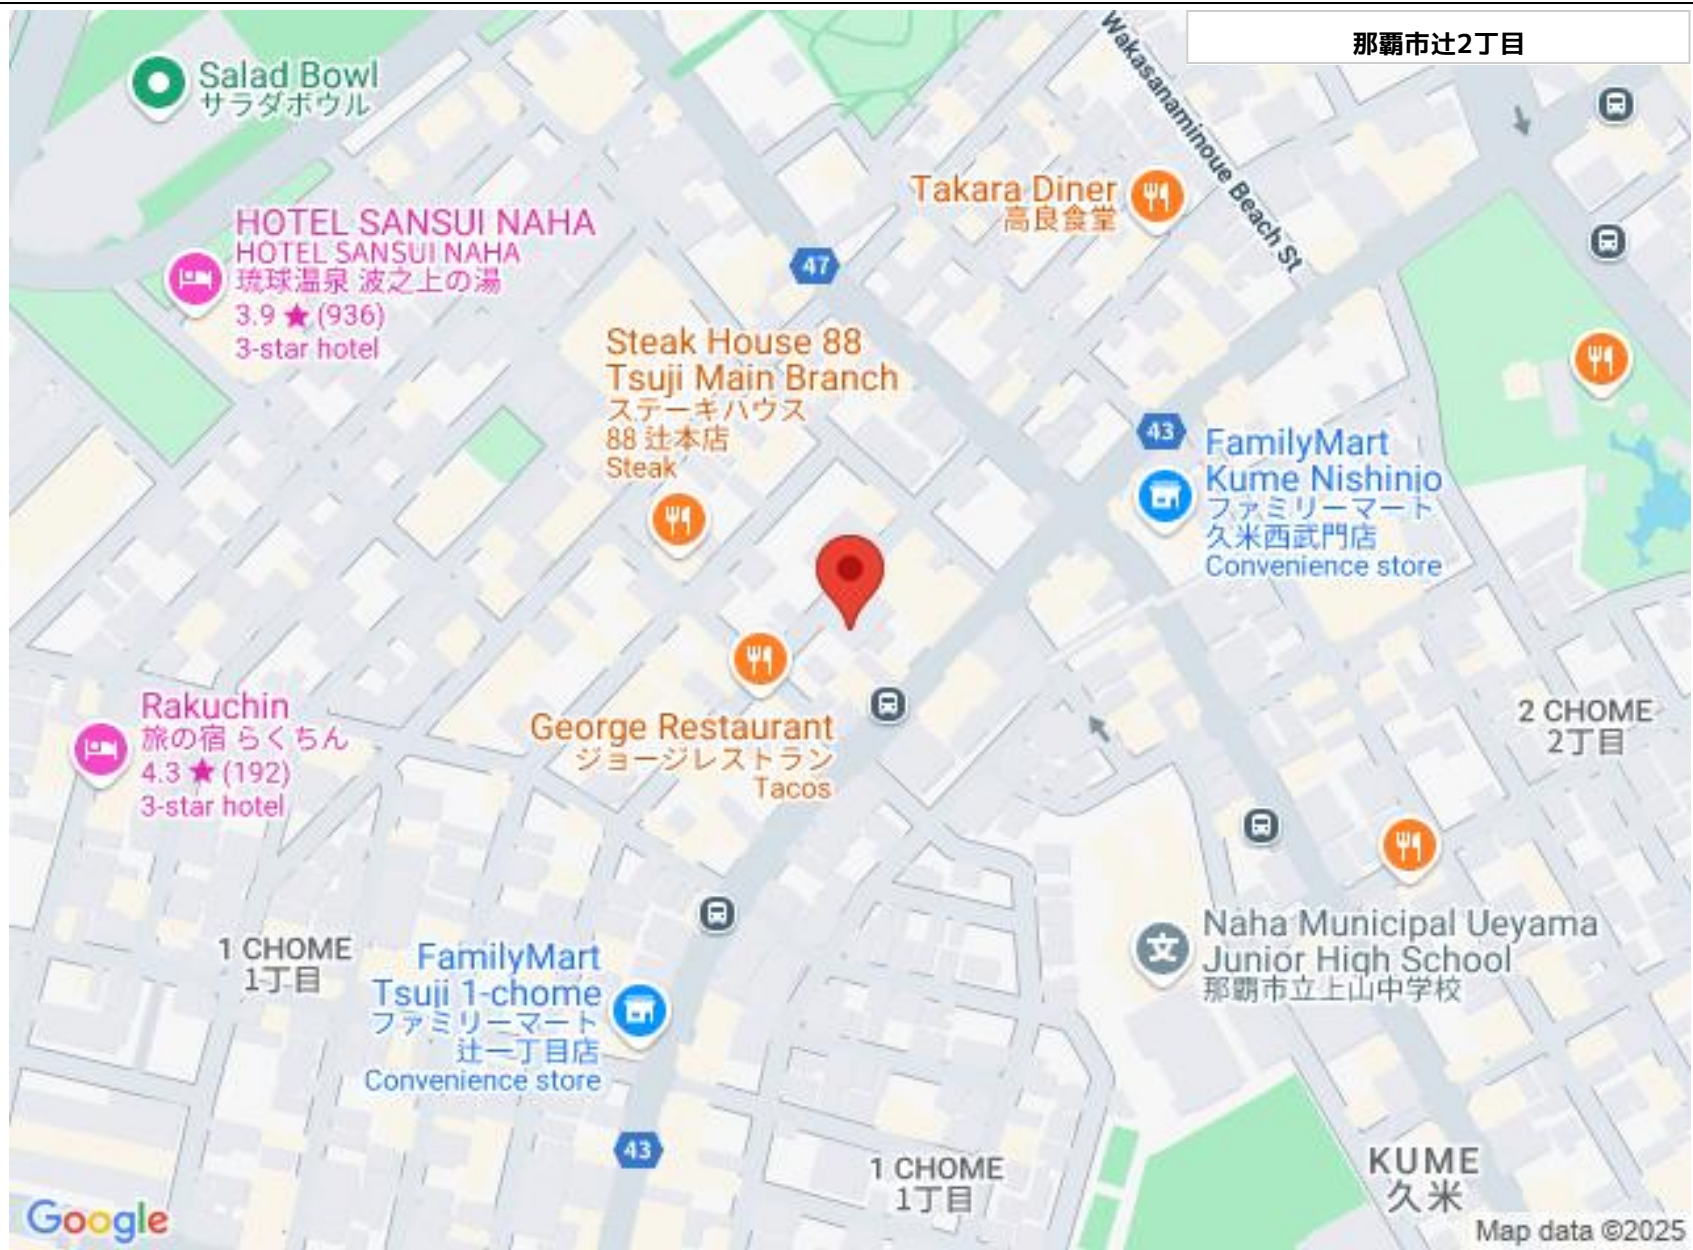 那覇市辻2丁目
Wakasanaminoue Beach St
Salad Bowl
サラダボウル
Takara Diner
高良食堂
HOTEL SANSUI NAHA
HOTEL SANSUI NAHA
琉球温泉 波之上の湯
3.9 ★ (936)
3-star hotel
47
Steak House 88
Tsuji Main Branch
ステーキハウス
88 辻本店
Steak
43
FamilyMart
Kume Nishinjo
ファミリーマート
久米西武門店
Convenience store
Rakuchin
旅の宿 らくちん
4.3 ★ (192)
3-star hotel
George Restaurant
ジョージレストラン
Tacos
2 CHOME
2丁目
文
Naha Municipal Ueyama
Junior High School
那覇市立上山中学校
1 CHOME
1丁目
FamilyMart
Tsuji 1-chome
ファミリーマート
辻一丁目店
Convenience store
43
1 CHOME
1丁目
KUME
久米
Google
Map data ©2025